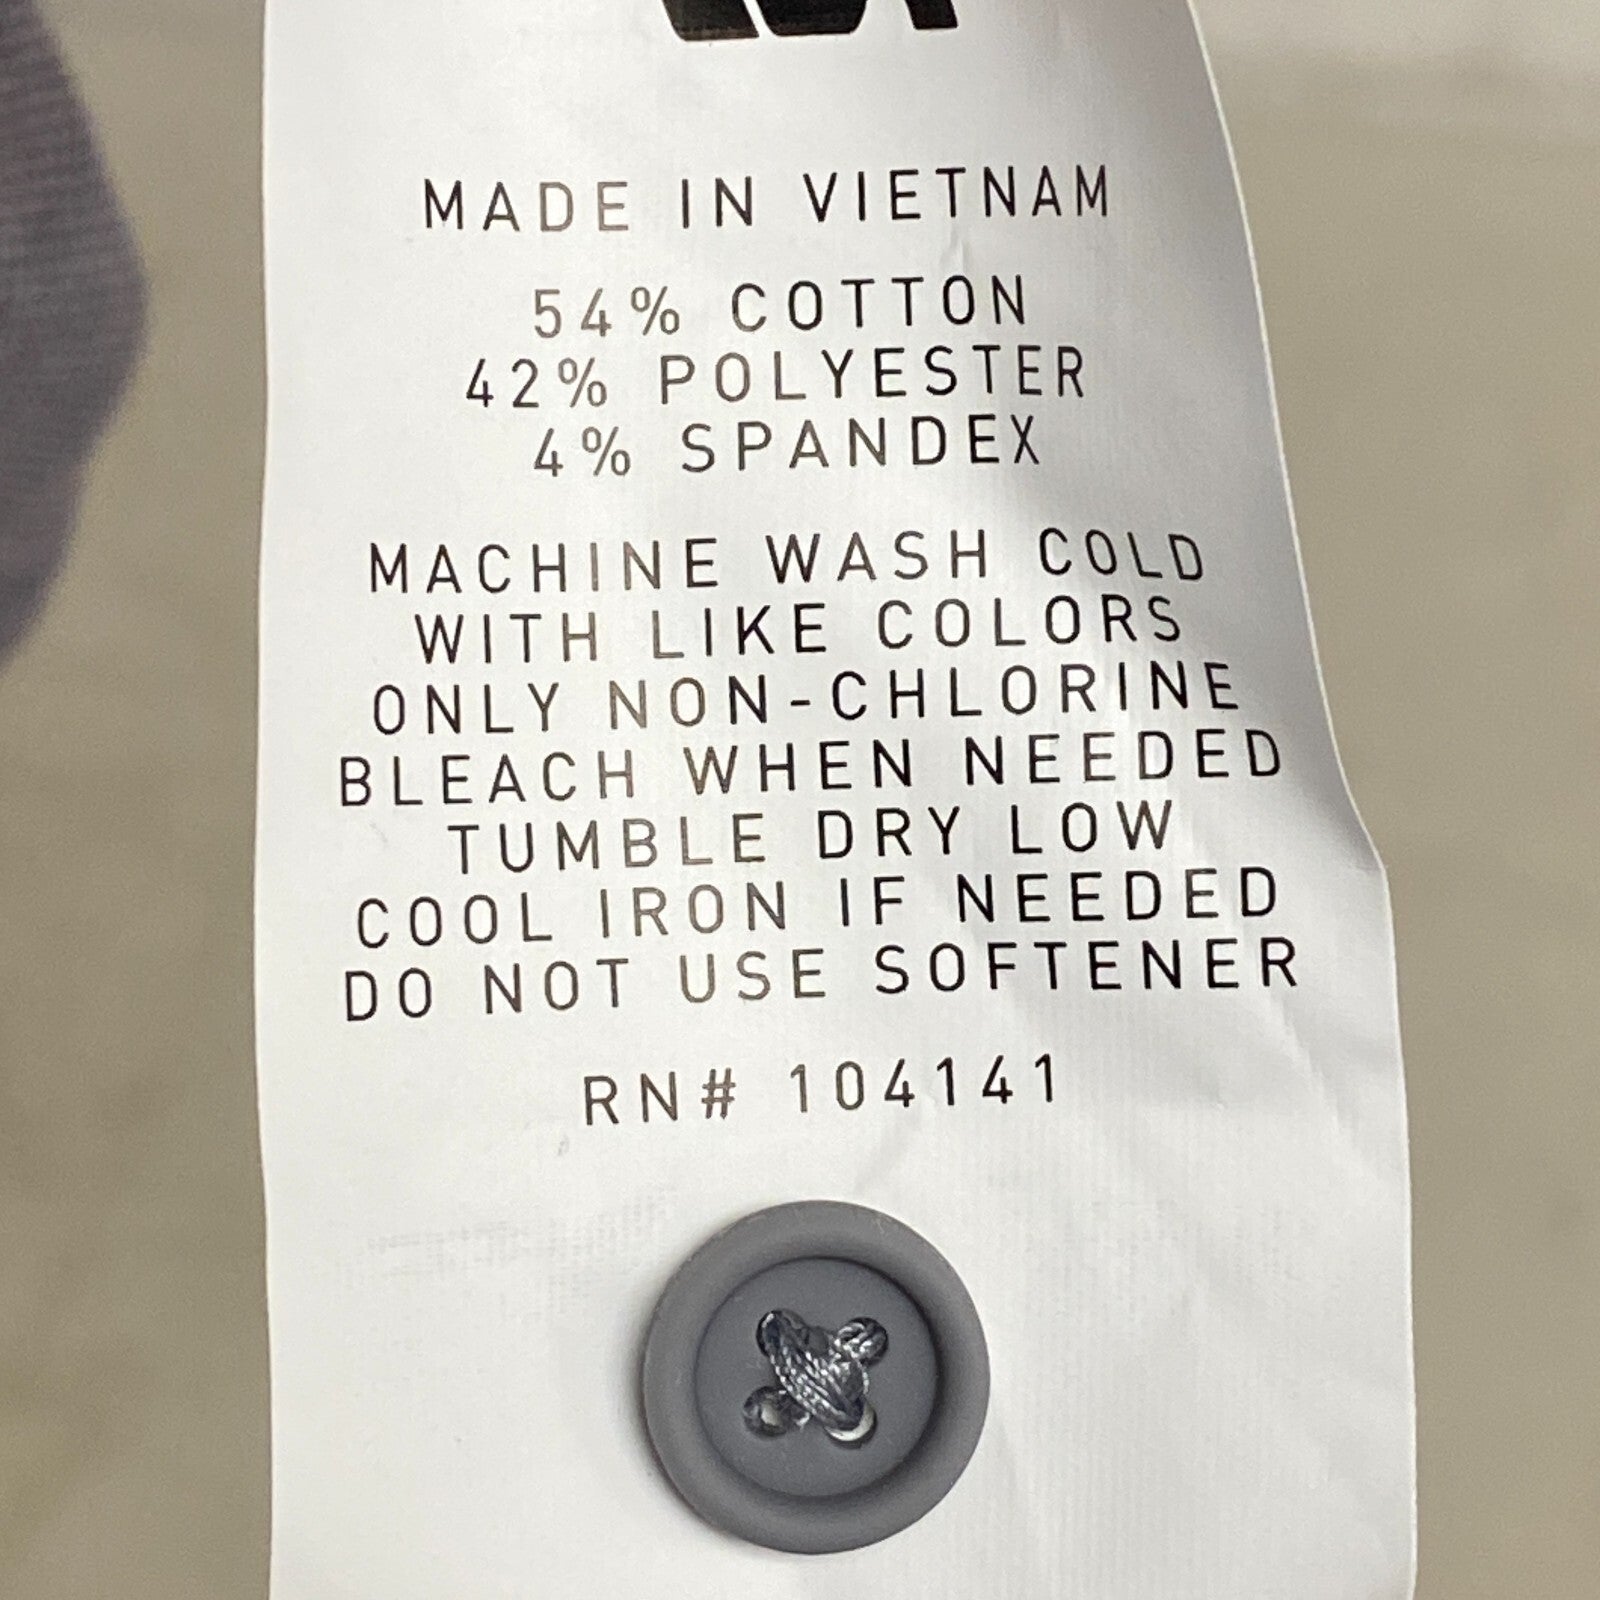 MADE IN VIETNAM
54% COTTON
42% POLYESTER
4% SPANDEX
MACHINE WASH COLD
WITH LIKE COLORS
ONLY NON-CHLORINE
BLEACH WHEN NEEDED
TUMBLE DRY LOW
COOL IRON IF NEEDED
DO NOT USE SOFTENER
RN# 104141